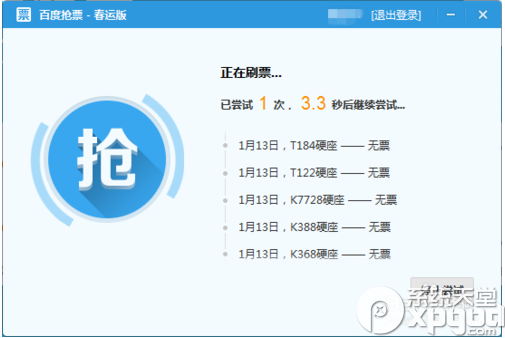 票 百度抢票 - 春运版 [退出登录]
正在刷票...
已尝试 1 次，3.3 秒后继续尝试...
抢
1月13日，T184硬座 —— 无票
1月13日，T122硬座 —— 无票
1月13日，K7728硬座 —— 无票
1月13日，K388硬座 —— 无票
1月13日，K368硬座 —— 无票
尝试
系统天堂
xpgod
.com